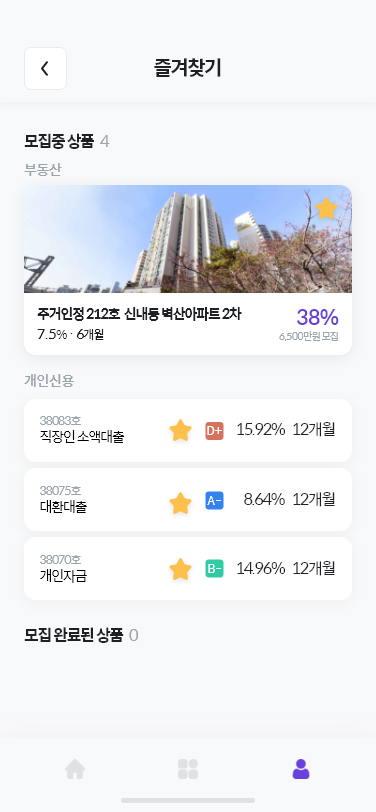 즐겨찾기
모집중 상품 4
부동산
주거인정 212호 신내동 벽산아파트 2차
38%
7.5% · 6개월
6,500만원 모집
개인신용
38083호
직장인 소액대출
D+ 15.92% 12개월
38075호
대환대출
A- 8.64% 12개월
38070호
개인자금
B- 14.96% 12개월
모집 완료된 상품 0